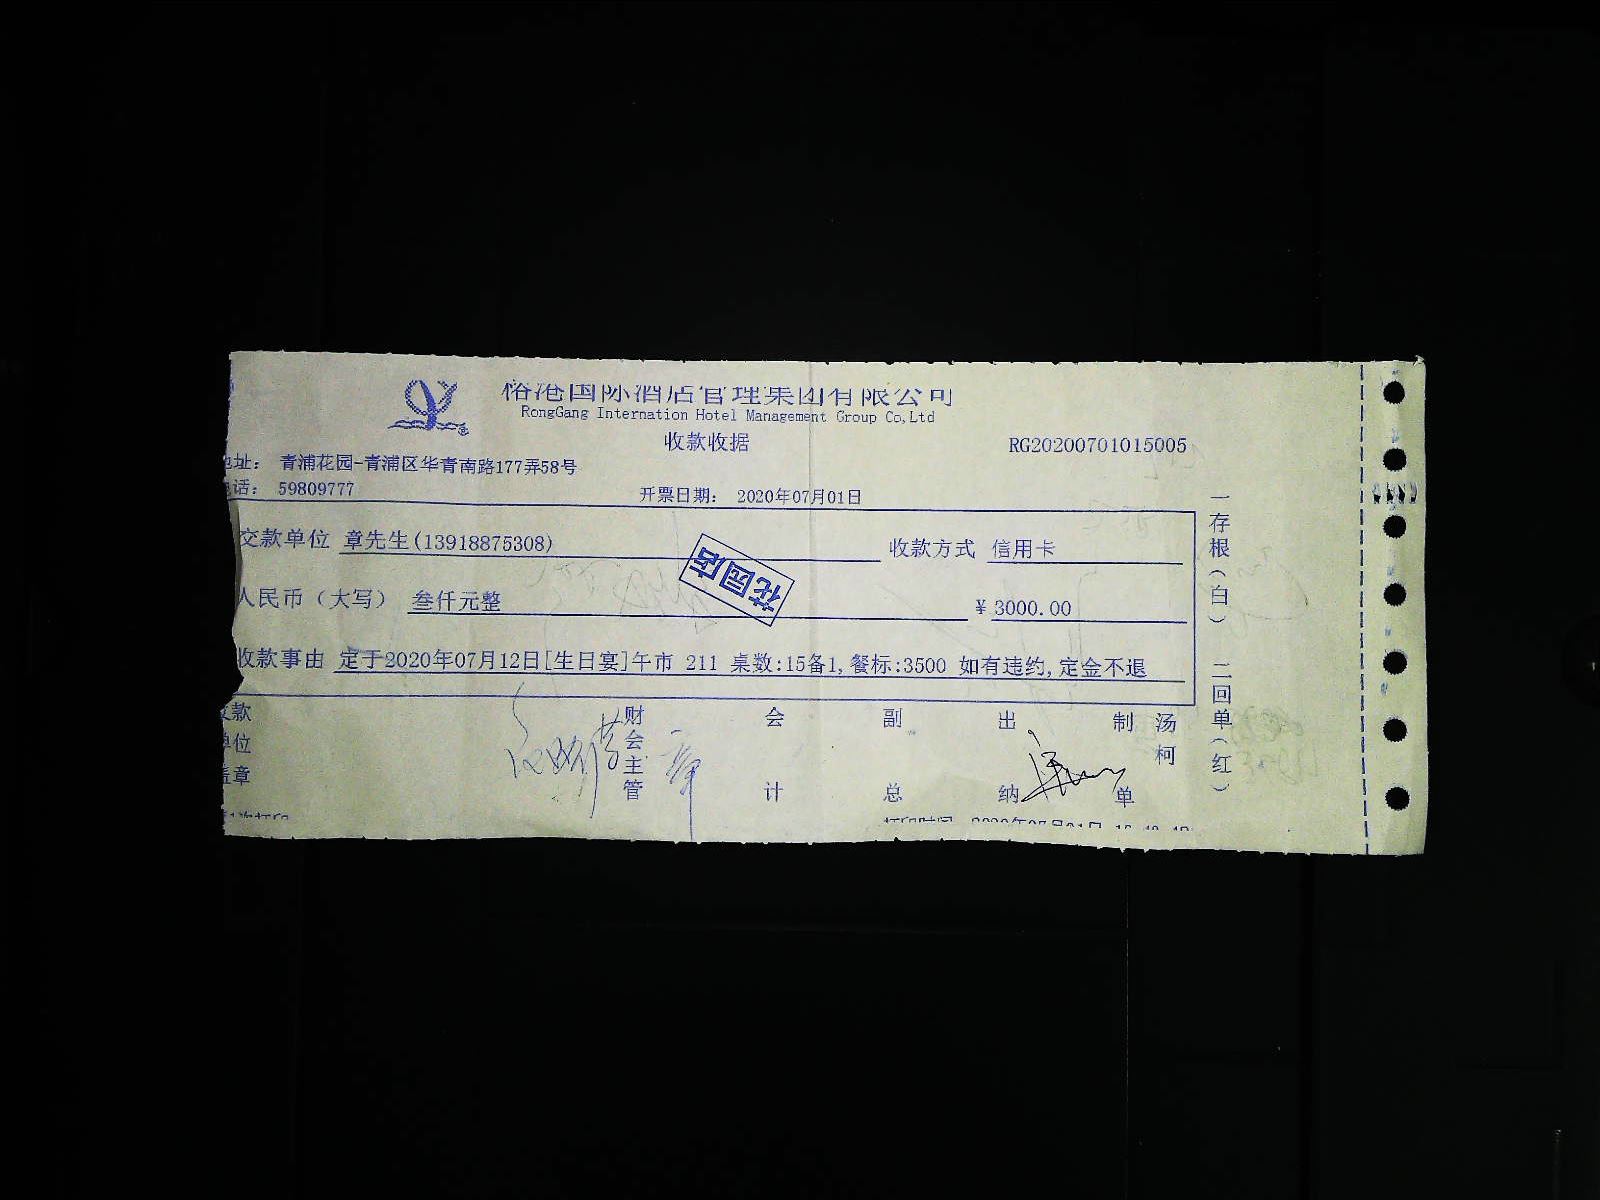 榕港国际酒店管理集团有限公司
RongGang Internation Hotel Management Group Co,Ltd
收款收据
RG20200701015005
地址： 青浦花园-青浦区华青南路177弄58号
电话： 59809777
开票日期： 2020年07月01日
交款单位 章先生(13918875308)
收款方式 信用卡
花园店
人民币（大写） 叁仟元整
¥ 3000.00
收款事由 定于2020年07月12日[生日宴]午市 211 桌数:15备1,餐标:3500 如有违约,定金不退
收款单位盖章
财会主管
会计
副总
出纳
制单
汤柯
一存根（白）
二回单（红）